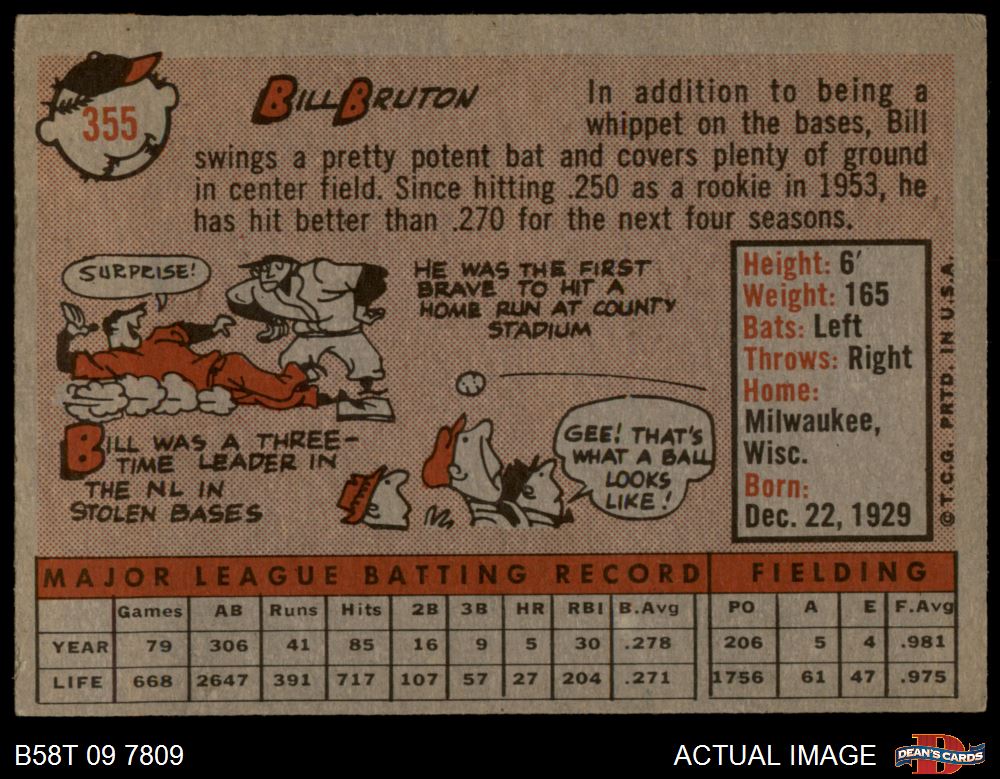 355
BILL BRUTON
In addition to being a
whippet on the bases, Bill
swings a pretty potent bat and covers plenty of ground
in center field. Since hitting .250 as a rookie in 1953, he
has hit better than .270 for the next four seasons.
SURPRISE!
HE WAS THE FIRST
BRAVE TO HIT A
HOME RUN AT COUNTY
STADIUM
BILL WAS A THREE-
TIME LEADER IN
THE NL IN
STOLEN BASES
GEE! THAT'S
WHAT A BALL
LOOKS
LIKE!
Height: 6'
Weight: 165
Bats: Left
Throws: Right
Home:
Milwaukee,
Wisc.
Born:
Dec. 22, 1929
© T.C.G. PRTD. IN U.S.A.
MAJOR LEAGUE BATTING RECORD FIELDING
Games AB Runs Hits 2B 3B HR RBI B.Avg PO A E F.Avg
YEAR 79 306 41 85 16 9 5 30 .278 206 5 4 .981
LIFE 668 2647 391 717 107 57 27 204 .271 1756 61 47 .975
B58T 09 7809
ACTUAL IMAGE
DEAN'S CARDS